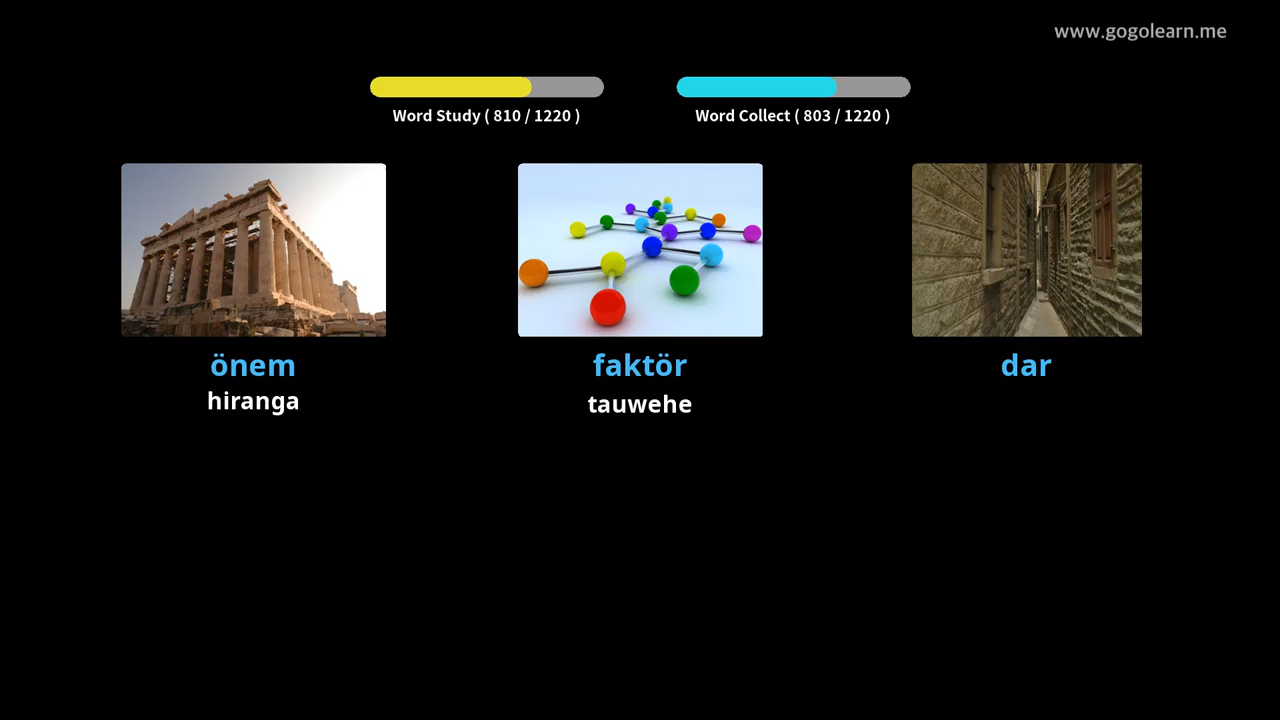 www.gogolearn.me
Word Study ( 810 / 1220 )
Word Collect ( 803 / 1220 )
önem
hiranga
faktör
tauwehe
dar